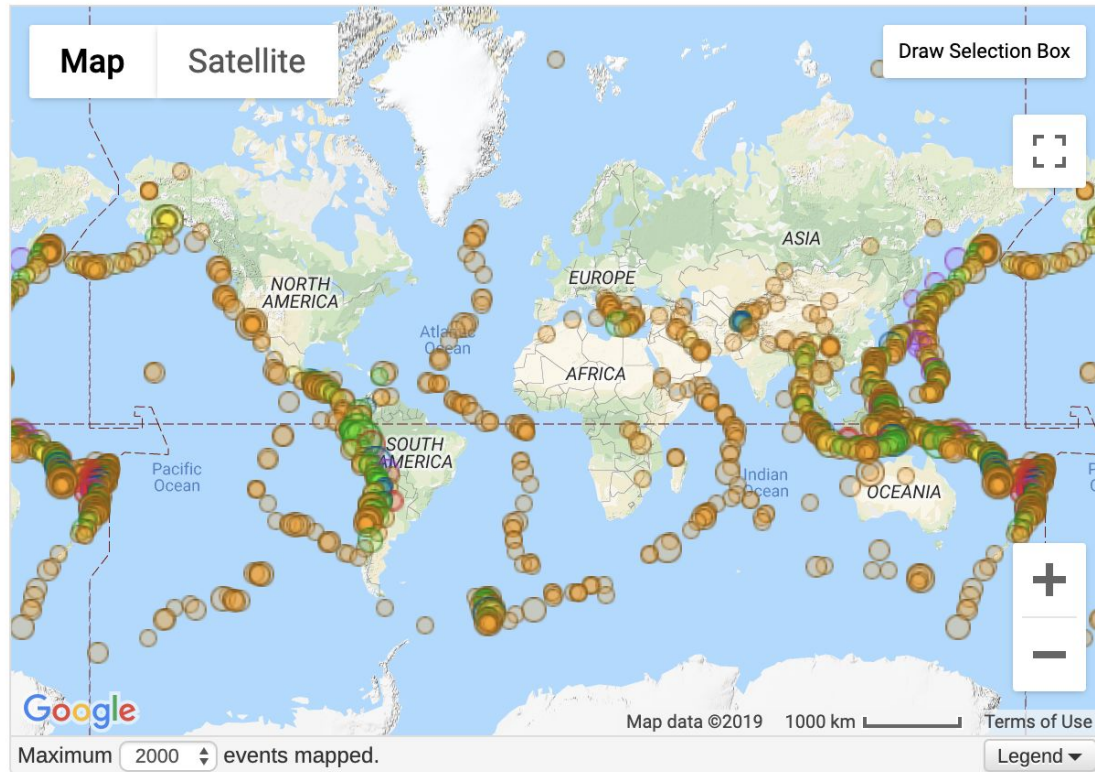 Map
Satellite
Draw Selection Box
ASIA
EUROPE
NORTH
AMERICA
Atlantic
Ocean
AFRICA
SOUTH
AMERICA
Pacific
Ocean
Indian
Ocean
OCEANIA
P
O
Google
Map data ©2019
1000 km
Terms of Use
Maximum 2000 events mapped.
Legend